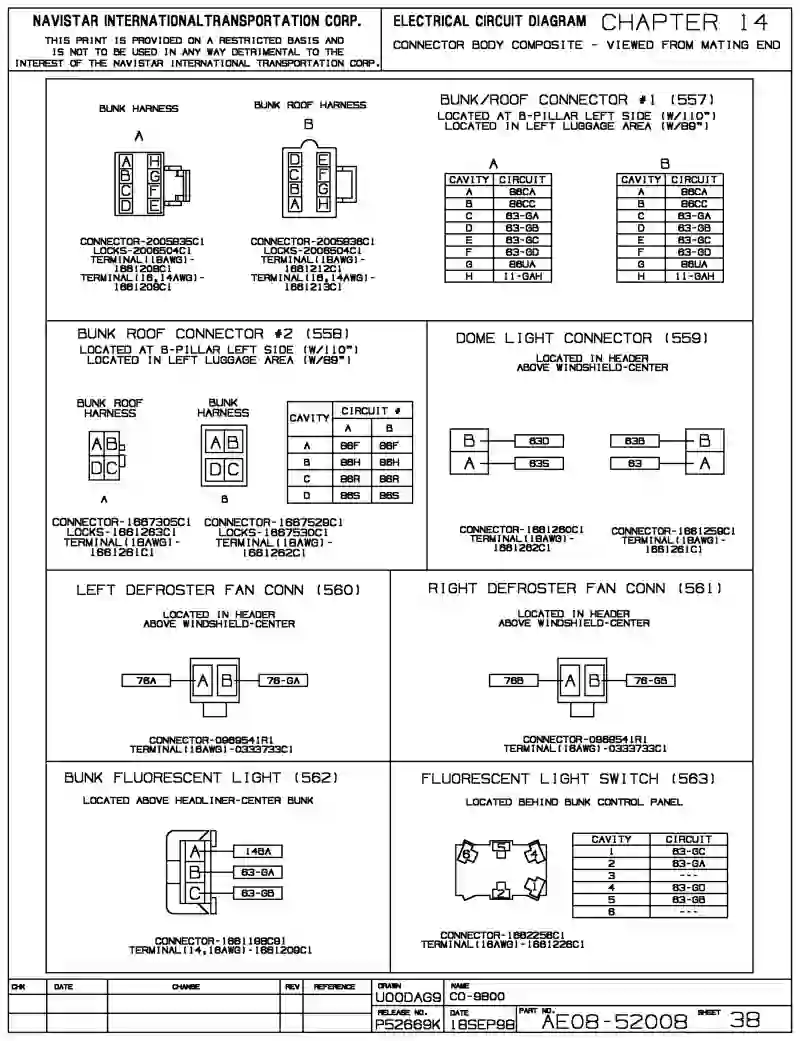 NAVISTAR INTERNATIONALTRANSPORTATION CORP.
THIS PRINT IS PROVIDED ON A RESTRICTED BASIS AND
IS NOT TO BE USED IN ANY WAY DETRIMENTAL TO THE
INTEREST OF THE NAVISTAR INTERNATIONAL TRANSPORTATION CORP.
ELECTRICAL CIRCUIT DIAGRAM CHAPTER 14
CONNECTOR BODY COMPOSITE - VIEWED FROM MATING END
BUNK HARNESS
A
A H
B G
C F
D E
CONNECTOR-2005935C1
LOCKS-2006504C1
TERMINAL(18AWG)-
1661208C1
TERMINAL(16,14AWG)-
1661209C1
BUNK ROOF HARNESS
B
D E
C F
B G
A H
CONNECTOR-2005936C1
LOCKS-2006504C1
TERMINAL(18AWG)-
1661212C1
TERMINAL(16,14AWG)-
1661213C1
BUNK/ROOF CONNECTOR #1 (557)
LOCATED AT B-PILLAR LEFT SIDE (W/110")
LOCATED IN LEFT LUGGAGE AREA (W/89")
A
CAVITY CIRCUIT
A 86CA
B 86CC
C 63-GA
D 63-GB
E 63-GC
F 63-GD
G 86UA
H 11-GAH
B
CAVITY CIRCUIT
A 86CA
B 86CC
C 63-GA
D 63-GB
E 63-GC
F 63-GD
G 86UA
H 11-GAH
BUNK ROOF CONNECTOR #2 (558)
LOCATED AT B-PILLAR LEFT SIDE (W/110")
LOCATED IN LEFT LUGGAGE AREA (W/89")
BUNK ROOF
HARNESS
A B
D C
A
CONNECTOR-1667305C1
LOCKS-1661263C1
TERMINAL(18AWG)-
1661261C1
BUNK
HARNESS
A B
D C
B
CONNECTOR-1667529C1
LOCKS-1667530C1
TERMINAL(18AWG)-
1661262C1
CAVITY CIRCUIT #
A B
A 86F 86F
B 86H 86H
C 86R 86R
D 86S 86S
DOME LIGHT CONNECTOR (559)
LOCATED IN HEADER
ABOVE WINDSHIELD-CENTER
B 63D
A 63S
63B B
63 A
CONNECTOR-1661260C1
TERMINAL(18AWG)-
1661262C1
CONNECTOR-1661259C1
TERMINAL(18AWG)-
1661261C1
LEFT DEFROSTER FAN CONN (560)
LOCATED IN HEADER
ABOVE WINDSHIELD-CENTER
76A A B 76-GA
CONNECTOR-0989541R1
TERMINAL(16AWG)-0333733C1
RIGHT DEFROSTER FAN CONN (561)
LOCATED IN HEADER
ABOVE WINDSHIELD-CENTER
76B A B 76-GB
CONNECTOR-0989541R1
TERMINAL(16AWG)-0333733C1
BUNK FLUORESCENT LIGHT (562)
LOCATED ABOVE HEADLINER-CENTER BUNK
A 148A
B 63-GA
C 63-GB
CONNECTOR-1661198C91
TERMINAL(14,16AWG)-1661209C1
FLUORESCENT LIGHT SWITCH (563)
LOCATED BEHIND BUNK CONTROL PANEL
6 5 4
2 1
CONNECTOR-1662258C1
TERMINAL(16AWG)-1661226C1
CAVITY CIRCUIT
1 63-GC
2 63-GA
3 ---
4 63-GD
5 63-GB
6 ---
CHK DATE CHANGE REV REFERENCE
DRAWN
U00DAG9
NAME
CO-9800
RELEASE NO.
P52669K
DATE
18SEP98
PART NO.
AE08-52008
SHEET 38